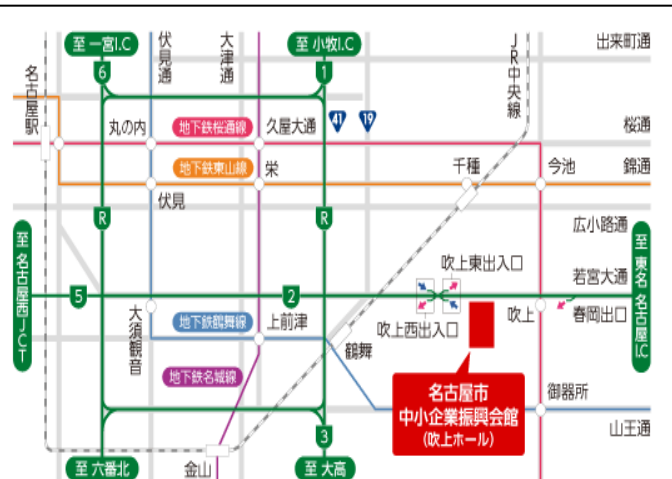 至 一宮I.C
伏見通
大津通
至 小牧I.C
JR中央線
出来町通
名古屋駅
6
1
丸の内
地下鉄桜通線
久屋大通
41
19
桜通
地下鉄東山線
栄
千種
今池
錦通
伏見
R
R
広小路通
至 名古屋西JCT
至 東名 名古屋I.C
吹上東出入口
若宮大通
5
2
大須観音
地下鉄鶴舞線
上前津
吹上西出入口
吹上
春岡出口
鶴舞
地下鉄名城線
名古屋市
中小企業振興会館
(吹上ホール)
御器所
山王通
3
至 六番北
金山
至 大高